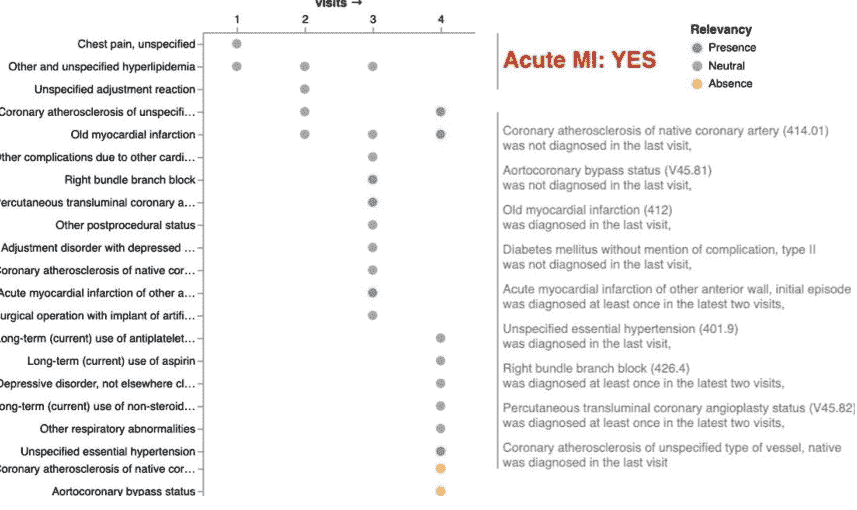 visits →
1 2 3 4
Chest pain, unspecified
Other and unspecified hyperlipidemia
Unspecified adjustment reaction
Coronary atherosclerosis of unspecifi...
Old myocardial infarction
Other complications due to other cardi...
Right bundle branch block
Percutaneous transluminal coronary a...
Other postprocedural status
Adjustment disorder with depressed ...
Coronary atherosclerosis of native cor...
Acute myocardial infarction of other a...
urgical operation with implant of artifi...
Long-term (current) use of antiplatelet...
Long-term (current) use of aspirin
Depressive disorder, not elsewhere cl...
Long-term (current) use of non-steroid...
Other respiratory abnormalities
Unspecified essential hypertension
Coronary atherosclerosis of native cor...
Aortocoronary bypass status
Acute MI: YES
Relevancy
Presence
Neutral
Absence
Coronary atherosclerosis of native coronary artery (414.01)
was not diagnosed in the last visit,
Aortocoronary bypass status (V45.81)
was not diagnosed in the last visit,
Old myocardial infarction (412)
was diagnosed in the last visit,
Diabetes mellitus without mention of complication, type II
was not diagnosed in the last visit,
Acute myocardial infarction of other anterior wall, initial episode
was diagnosed at least once in the latest two visits,
Unspecified essential hypertension (401.9)
was diagnosed in the last visit,
Right bundle branch block (426.4)
was diagnosed at least once in the latest two visits,
Percutaneous transluminal coronary angioplasty status (V45.82)
was diagnosed at least once in the latest two visits,
Coronary atherosclerosis of unspecified type of vessel, native
was diagnosed in the last visit